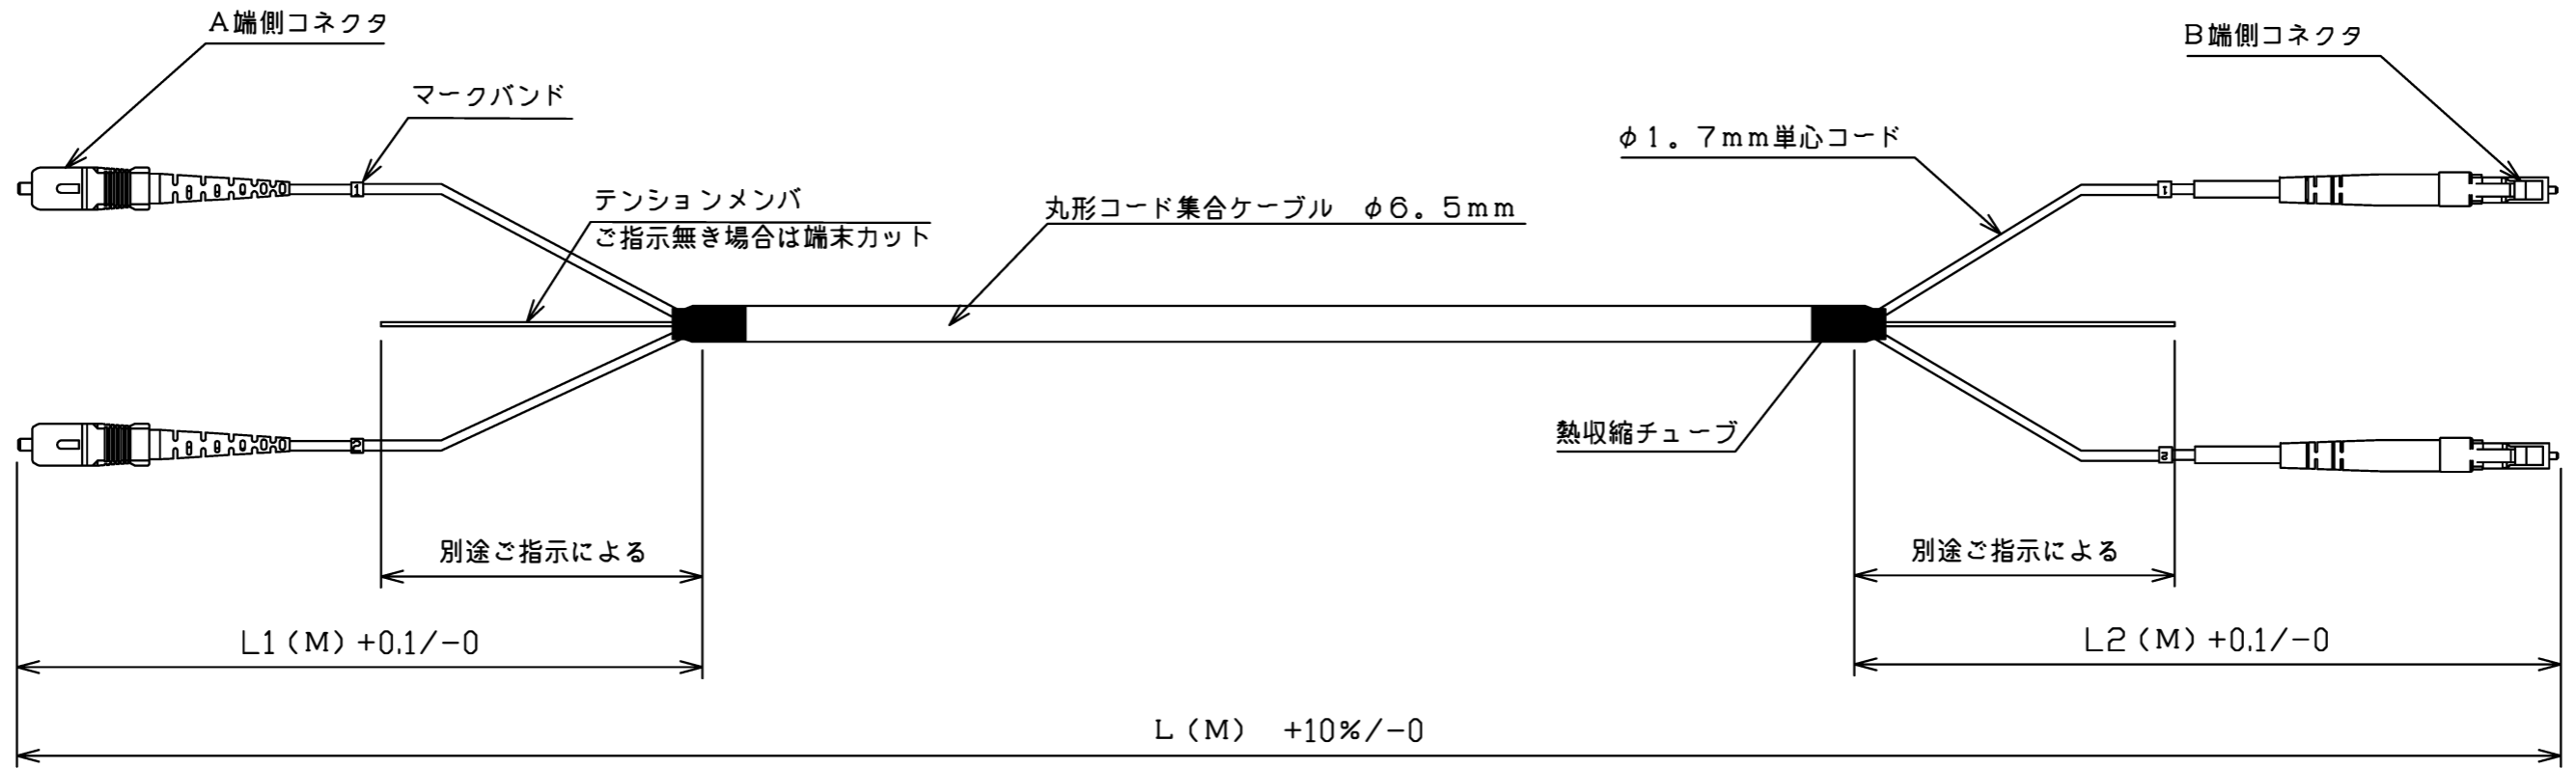 A端側コネクタ
B端側コネクタ
マークバンド
φ1。7mm単心コード
1
1
テンションメンバ
ご指示無き場合は端末カット
丸形コード集合ケーブル φ6。5mm
熱収縮チューブ
2
2
別途ご指示による
別途ご指示による
L1(M)+0.1/-0
L2(M)+0.1/-0
L(M) +10%/-0